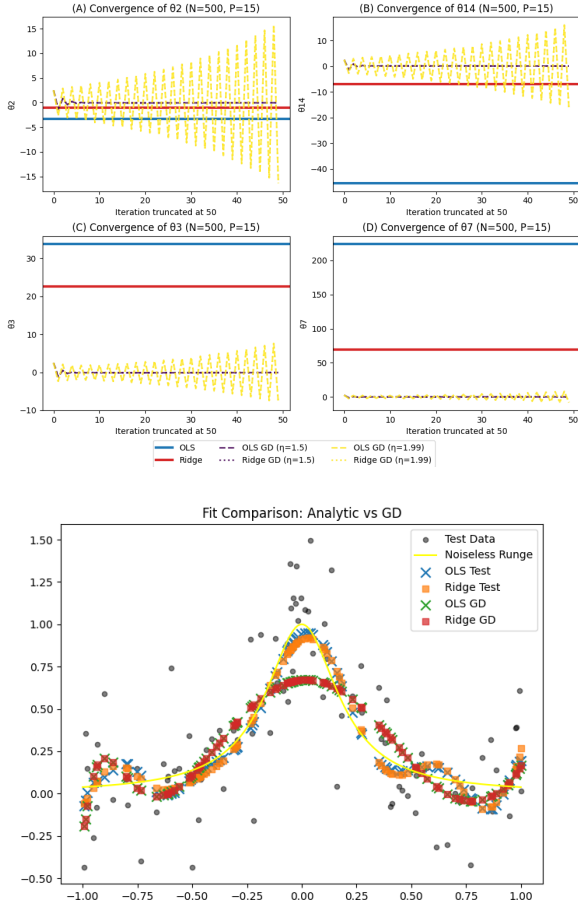 (A) Convergence of θ2 (N=500, P=15)
(B) Convergence of θ14 (N=500, P=15)
15
10
5
0
−5
−10
−15
θ2
0
10
20
30
40
50
Iteration truncated at 50
10
0
−10
−20
−30
−40
θ14
0
10
20
30
40
50
Iteration truncated at 50
(C) Convergence of θ3 (N=500, P=15)
(D) Convergence of θ7 (N=500, P=15)
30
20
10
0
−10
θ3
0
10
20
30
40
50
Iteration truncated at 50
200
150
100
50
0
θ7
0
10
20
30
40
50
Iteration truncated at 50
OLS
OLS GD (η=1.5)
OLS GD (η=1.99)
Ridge
Ridge GD (η=1.5)
Ridge GD (η=1.99)
Fit Comparison: Analytic vs GD
1.50
1.25
1.00
0.75
0.50
0.25
0.00
−0.25
−0.50
Test Data
Noiseless Runge
OLS Test
Ridge Test
OLS GD
Ridge GD
−1.00
−0.75
−0.50
−0.25
0.00
0.25
0.50
0.75
1.00